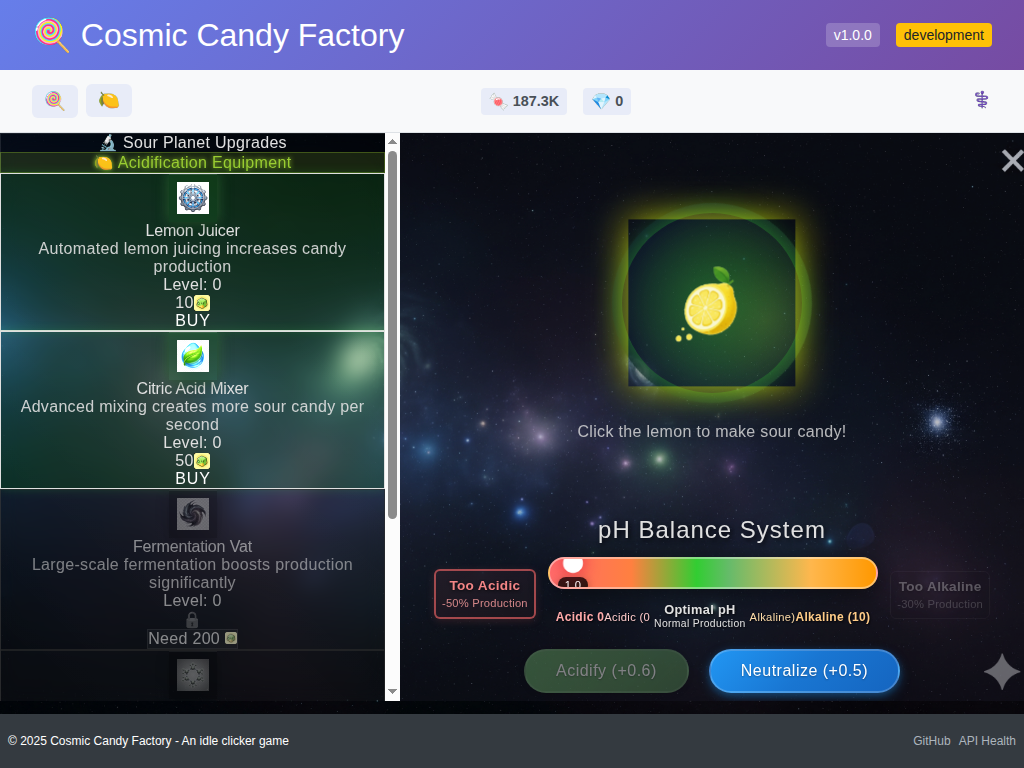 Cosmic Candy Factory
v1.0.0
development
187.3K
0
Sour Planet Upgrades
Acidification Equipment
Lemon Juicer
Automated lemon juicing increases candy
production
Level: 0
10
BUY
Citric Acid Mixer
Advanced mixing creates more sour candy per
second
Level: 0
50
BUY
Fermentation Vat
Large-scale fermentation boosts production
significantly
Level: 0
Need 200
Click the lemon to make sour candy!
pH Balance System
Too Acidic
-50% Production
1.0
Acidic 0Acidic (0
Optimal pH
Normal Production
Alkaline)Alkaline (10)
Too Alkaline
-30% Production
Acidify (+0.6)
Neutralize (+0.5)
© 2025 Cosmic Candy Factory - An idle clicker game
GitHub
API Health